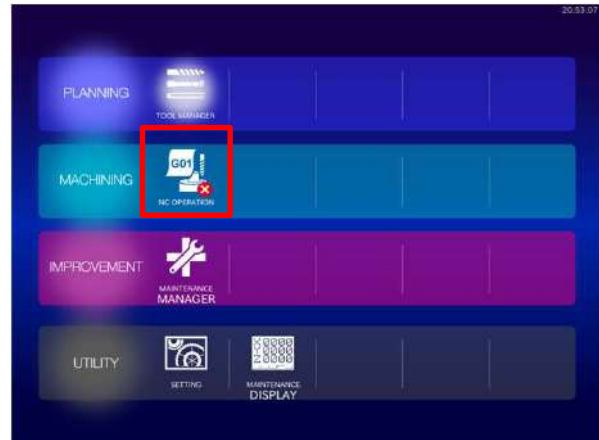 20:53:07
PLANNING
TOOL MANAGER
MACHINING
G01
NC OPERATION
IMPROVEMENT
MAINTENANCE
MANAGER
UTILITY
SETTING
MAINTENANCE
DISPLAY